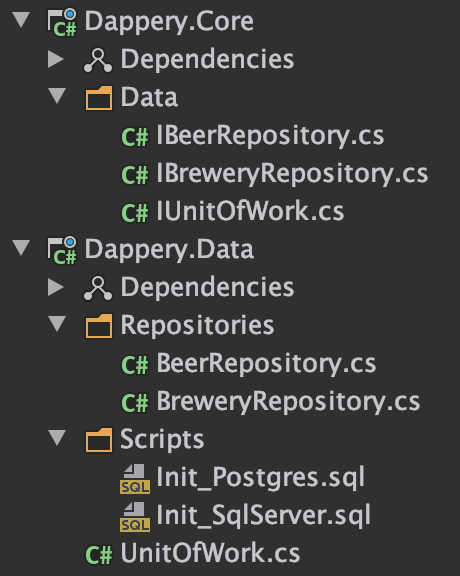 Dappery.Core
Dependencies
Data
C# IBeerRepository.cs
C# IBreweryRepository.cs
C# IUnitOfWork.cs
Dappery.Data
Dependencies
Repositories
C# BeerRepository.cs
C# BreweryRepository.cs
Scripts
SQL Init_Postgres.sql
SQL Init_SqlServer.sql
C# UnitOfWork.cs